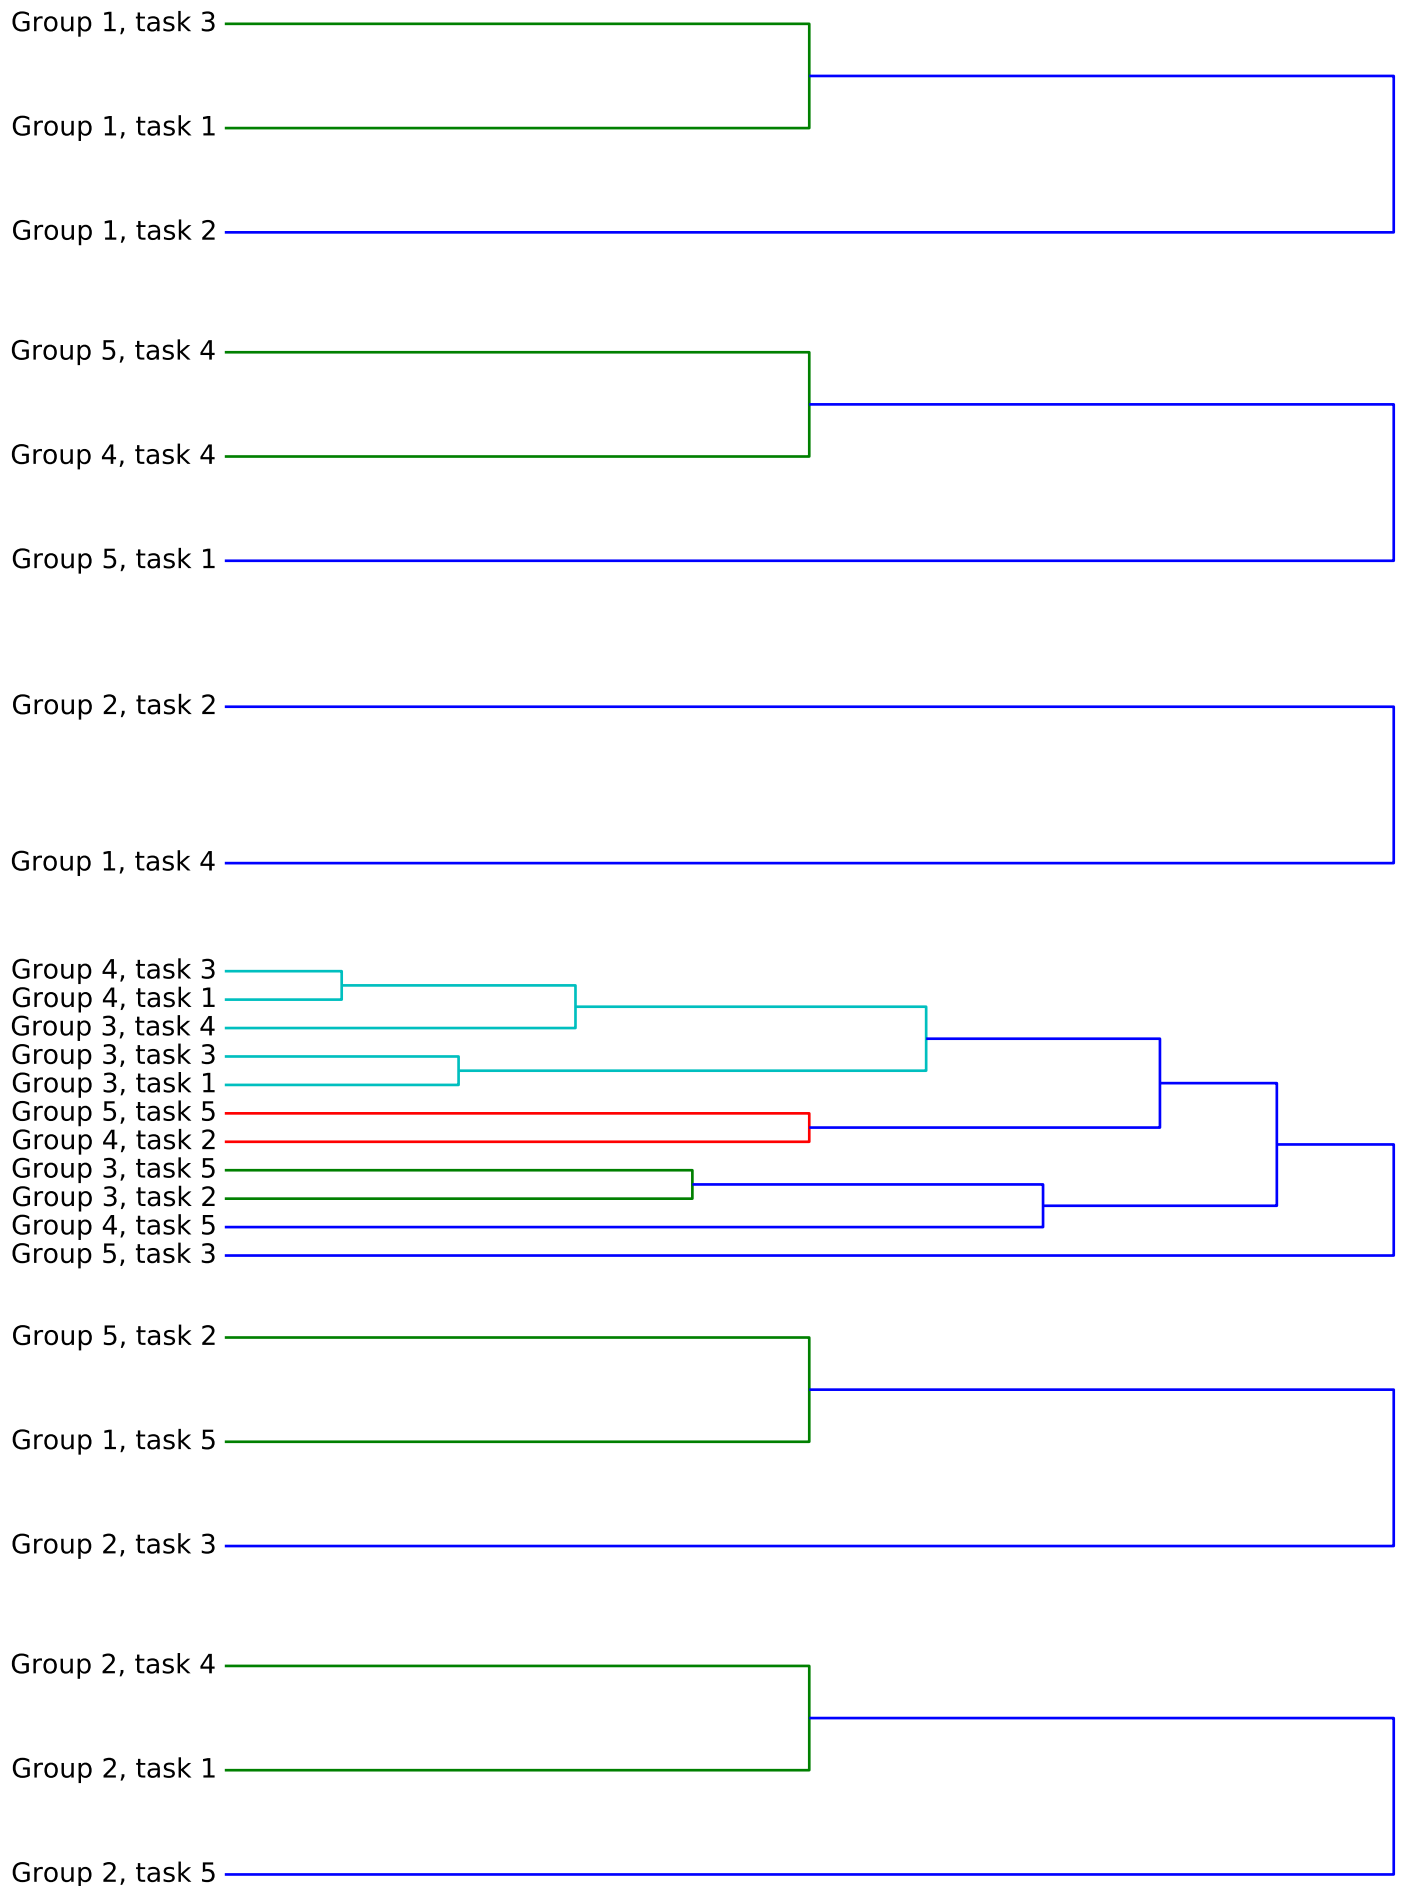 Group 1, task 3
Group 1, task 1
Group 1, task 2
Group 5, task 4
Group 4, task 4
Group 5, task 1
Group 2, task 2
Group 1, task 4
Group 4, task 3
Group 4, task 1
Group 3, task 4
Group 3, task 3
Group 3, task 1
Group 5, task 5
Group 4, task 2
Group 3, task 5
Group 3, task 2
Group 4, task 5
Group 5, task 3
Group 5, task 2
Group 1, task 5
Group 2, task 3
Group 2, task 4
Group 2, task 1
Group 2, task 5